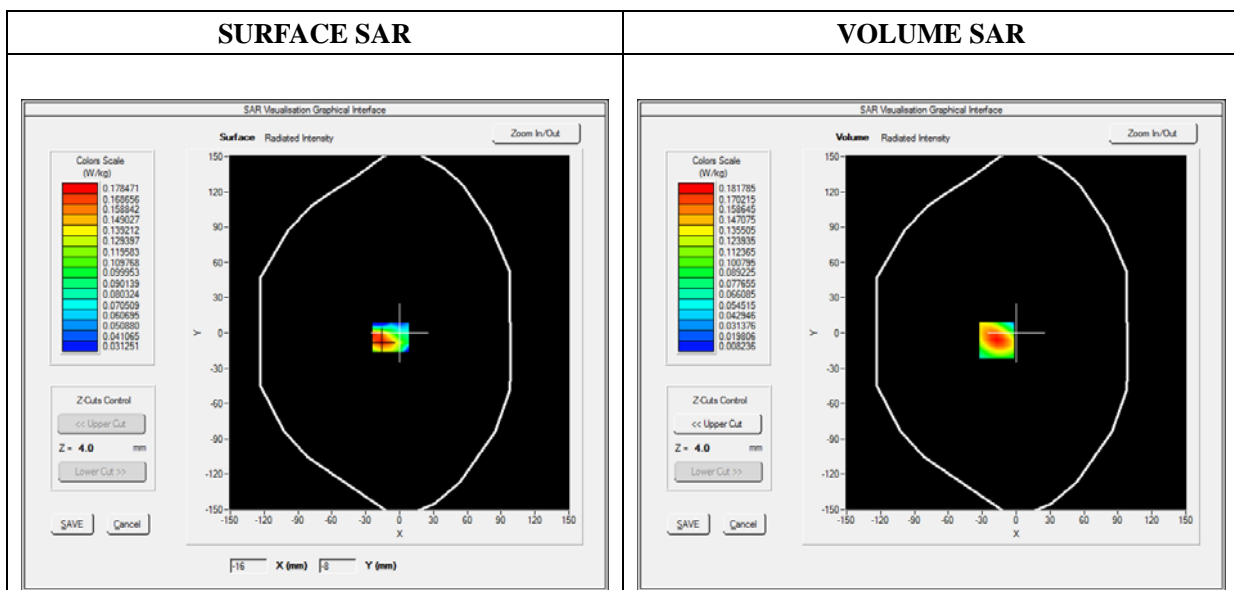 SURFACE SAR
VOLUME SAR
SAR Visualisation Graphical Interface
Surface Radiated Intensity
Zoom In/Out
Colors Scale
(W/kg)
0.178471
0.168656
0.158842
0.149027
0.139212
0.129397
0.119583
0.109768
0.099953
0.090139
0.080324
0.070509
0.060695
0.050880
0.041065
0.031251
Z-Cuts Control
<< Upper Cut
Z = 4.0 mm
Lower Cut >>
SAVE Cancel
150
120
90
60
30
0
-30
-60
-90
-120
-150
Y
-150 -120 -90 -60 -30 0 30 60 90 120 150
X
-16 X (mm) -8 Y (mm)
SAR Visualisation Graphical Interface
Volume Radiated Intensity
Zoom In/Out
Colors Scale
(W/kg)
0.181785
0.170215
0.158645
0.147075
0.135505
0.123935
0.112365
0.100795
0.089225
0.077655
0.066085
0.054515
0.042946
0.031376
0.019806
0.008236
Z-Cuts Control
<< Upper Cut
Z = 4.0 mm
Lower Cut >>
SAVE Cancel
150
120
90
60
30
0
-30
-60
-90
-120
-150
Y
-150 -120 -90 -60 -30 0 30 60 90 120 150
X